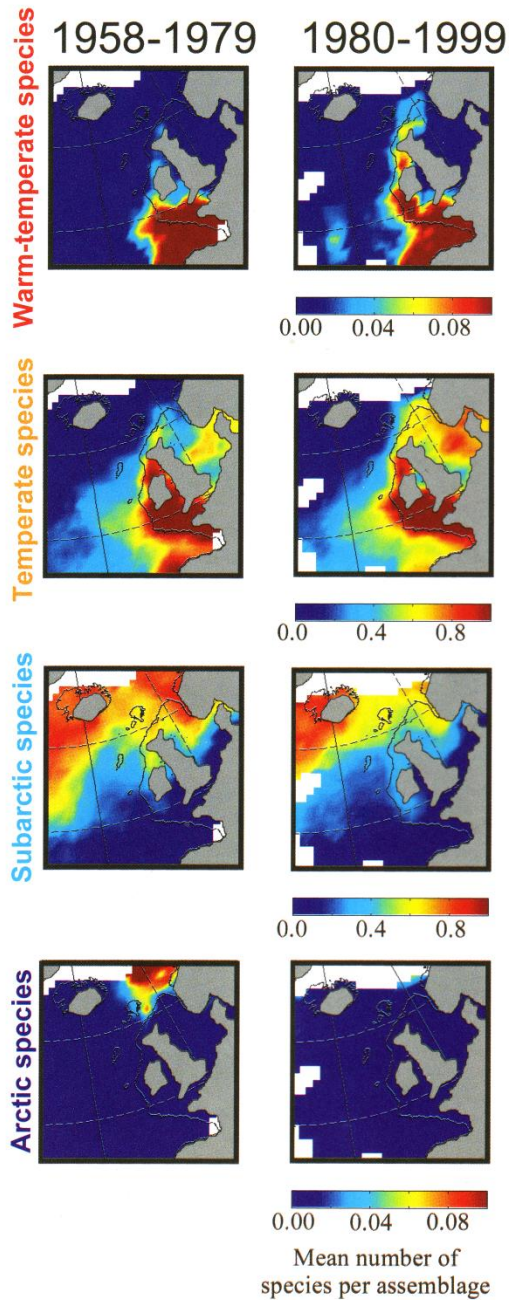 1958-1979 1980-1999
Warm-temperate species
0.00 0.04 0.08
Temperate species
0.0 0.4 0.8
Subarctic species
0.0 0.4 0.8
Arctic species
0.00 0.04 0.08
Mean number of
species per assemblage